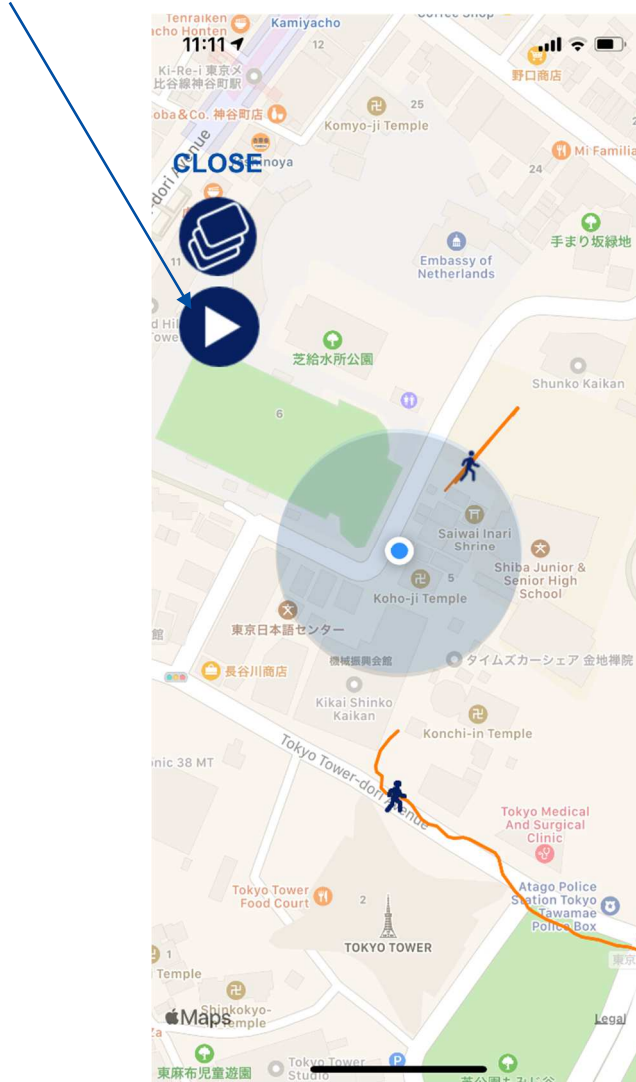 Tenraiken
Kamiyacho
Coffee Shop
acho Honten
11:11
12
Ki-Re-i 東京メ
比谷線神谷町駅
野口商店
oba&Co. 神谷町店
25
Komyo-ji Temple
CLOSE
Mi Familia
24
手まり坂緑地
11
Embassy of
Netherlands
芝給水所公園
Shunko Kaikan
6
Saiwai Inari
Shrine
5
Koho-ji Temple
Shiba Junior &
Senior High
School
東京日本語センター
館
機械振興会館
タイムズカーシェア 金地禅院
長谷川商店
Kikai Shinko
Kaikan
Konchi-in Temple
Tokyo Tower-dori Avenue
onic 38 MT
Tokyo Medical
And Surgical
Clinic
Tokyo Tower
Food Court
2
Atago Police
Station Tokyo
Tawamae
Police Box
TOKYO TOWER
東京
1
Temple
Shinkokyo-
Temple
Maps
Legal
東麻布児童遊園
Tokyo Tower
Studio
P